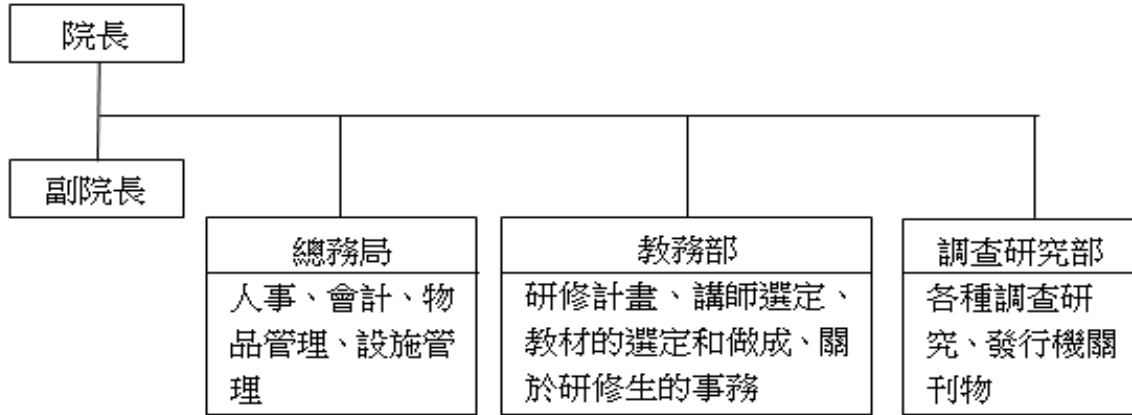 院長
副院長
總務局
人事、會計、物
品管理、設施管
理
教務部
研修計畫、講師選定、
教材的選定和做成、關
於研修生的事務
調查研究部
各種調查研
究、發行機關
刊物